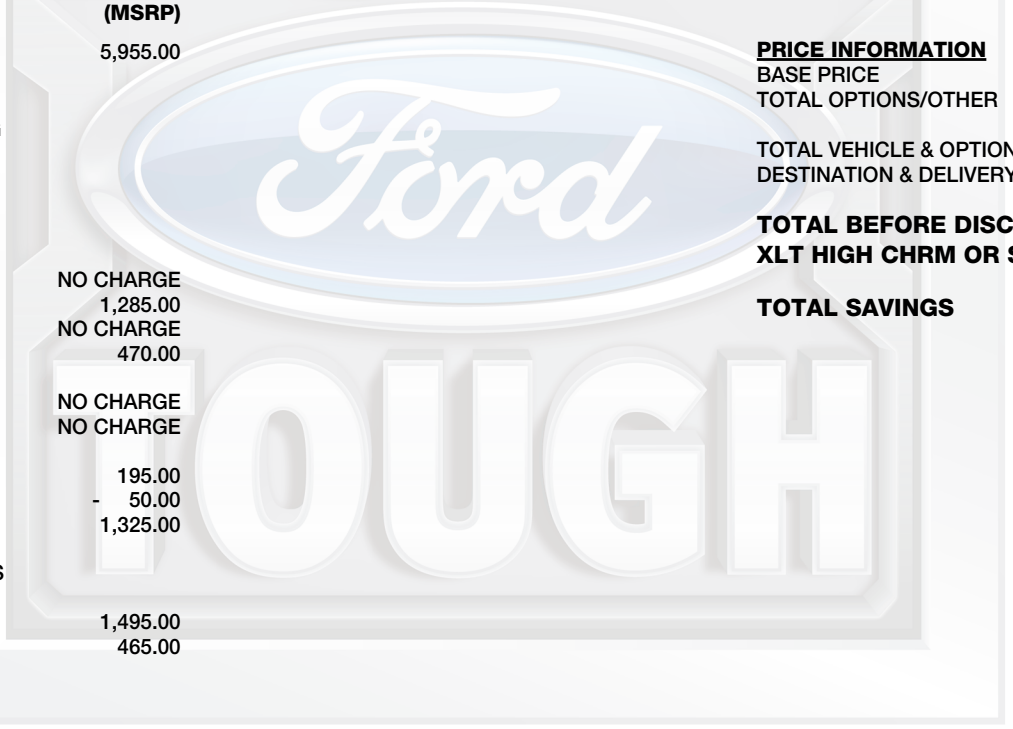 (MSRP)
5,955.00
NO CHARGE
1,285.00
NO CHARGE
470.00
NO CHARGE
NO CHARGE
195.00
- 50.00
1,325.00
1,495.00
465.00
PRICE INFORMATION
BASE PRICE
TOTAL OPTIONS/OTHER
TOTAL VEHICLE & OPTION
DESTINATION & DELIVERY
TOTAL BEFORE DISC
XLT HIGH CHRM OR S
TOTAL SAVINGS
Ford
TOUGH